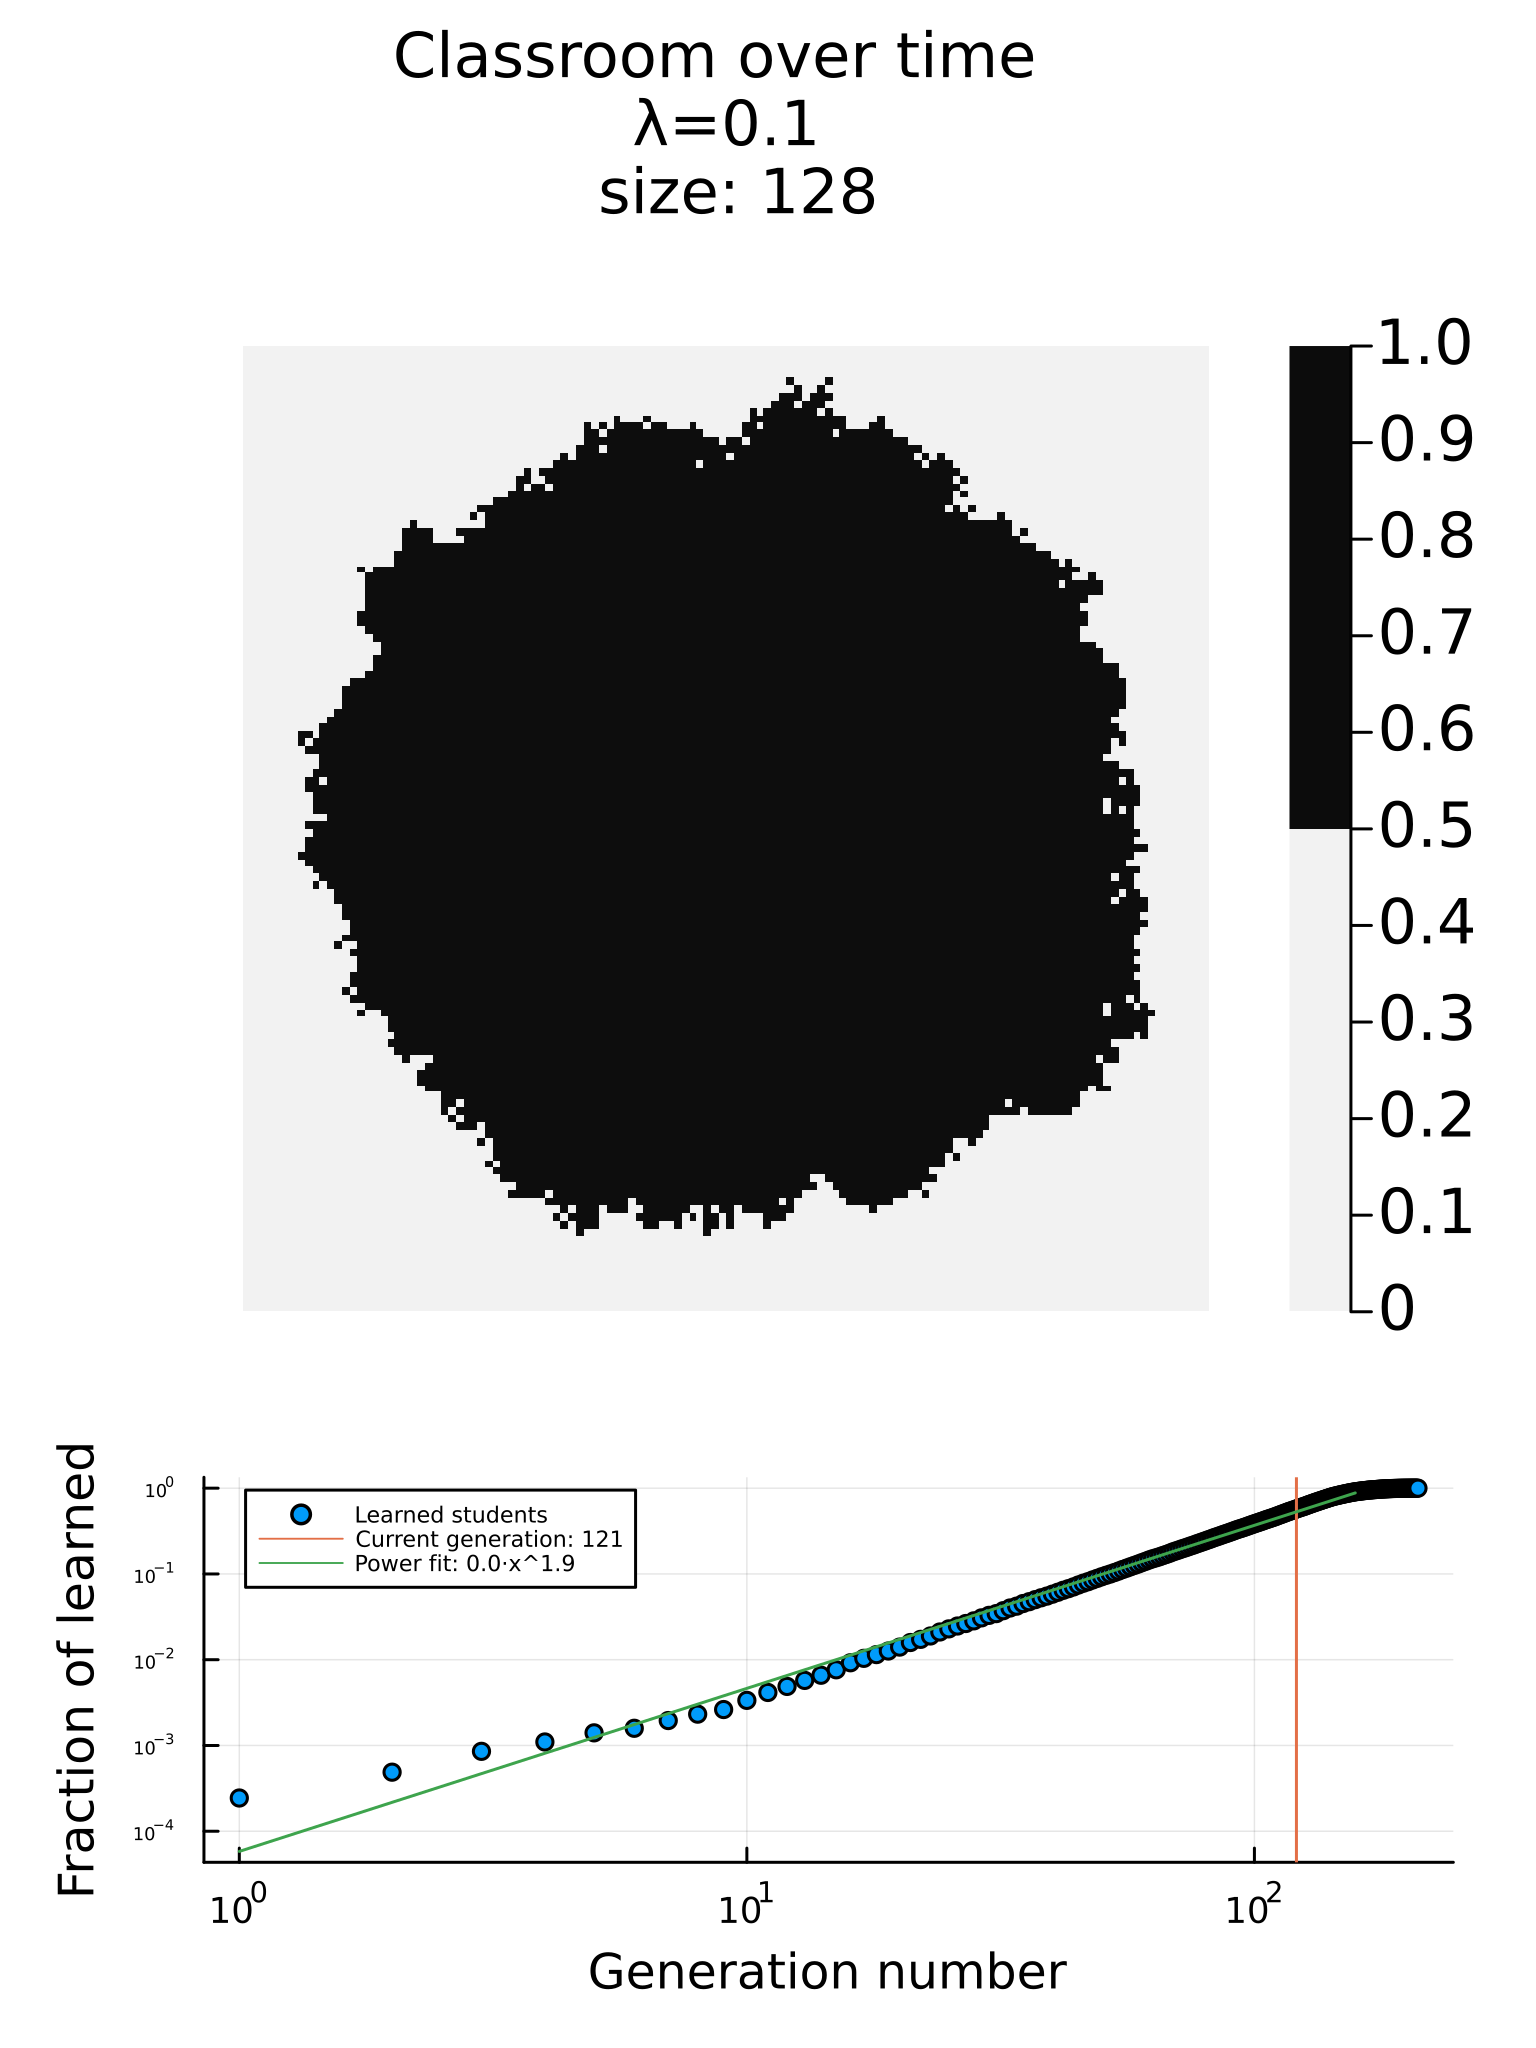 Classroom over time
λ=0.1
size: 128
1.0
0.9
0.8
0.7
0.6
0.5
0.4
0.3
0.2
0.1
0
Fraction of learned
10^0
10^-1
10^-2
10^-3
10^-4
Learned students
Current generation: 121
Power fit: 0.0·x^1.9
10^0
10^1
10^2
Generation number